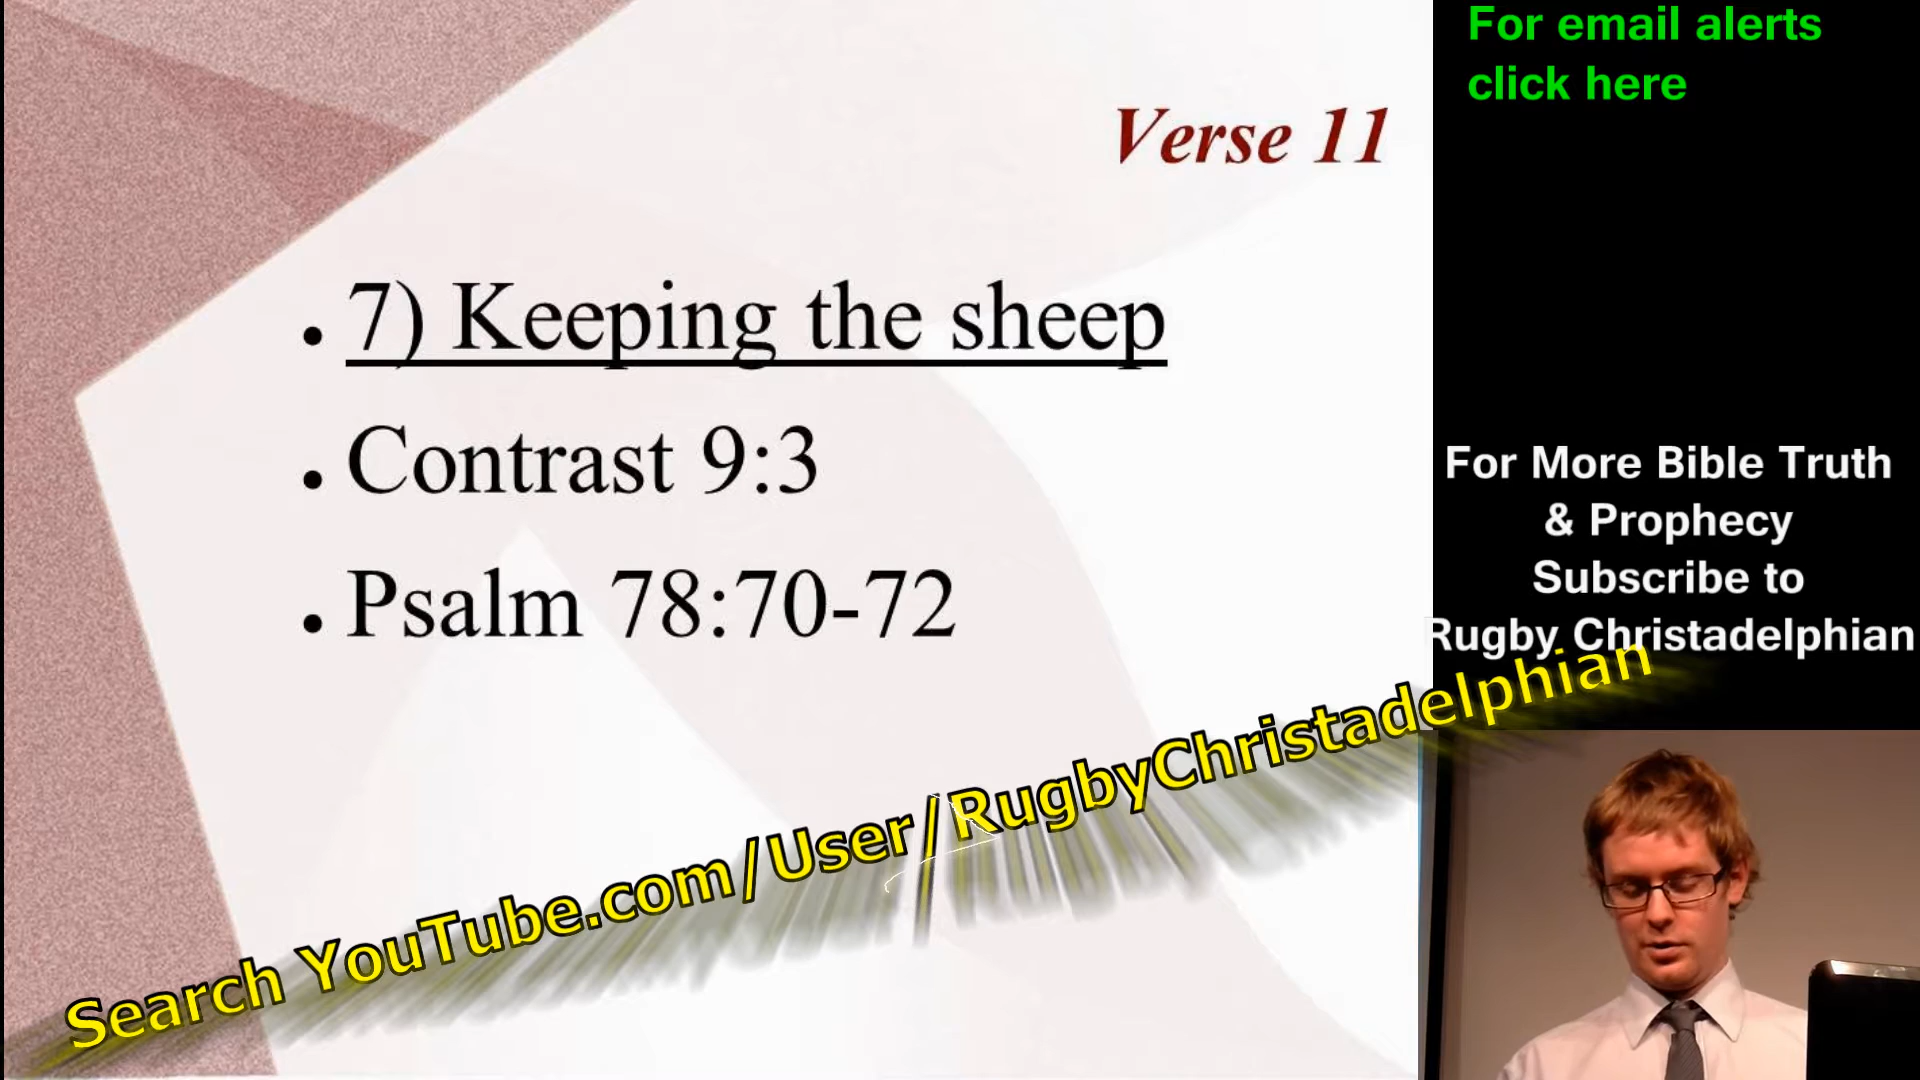 Verse 11
7) Keeping the sheep
Contrast 9:3
Psalm 78:70-72
For email alerts
click here
For More Bible Truth
& Prophecy
Subscribe to
Rugby Christadelphian
Search YouTube.com/User/RugbyChristadelphian